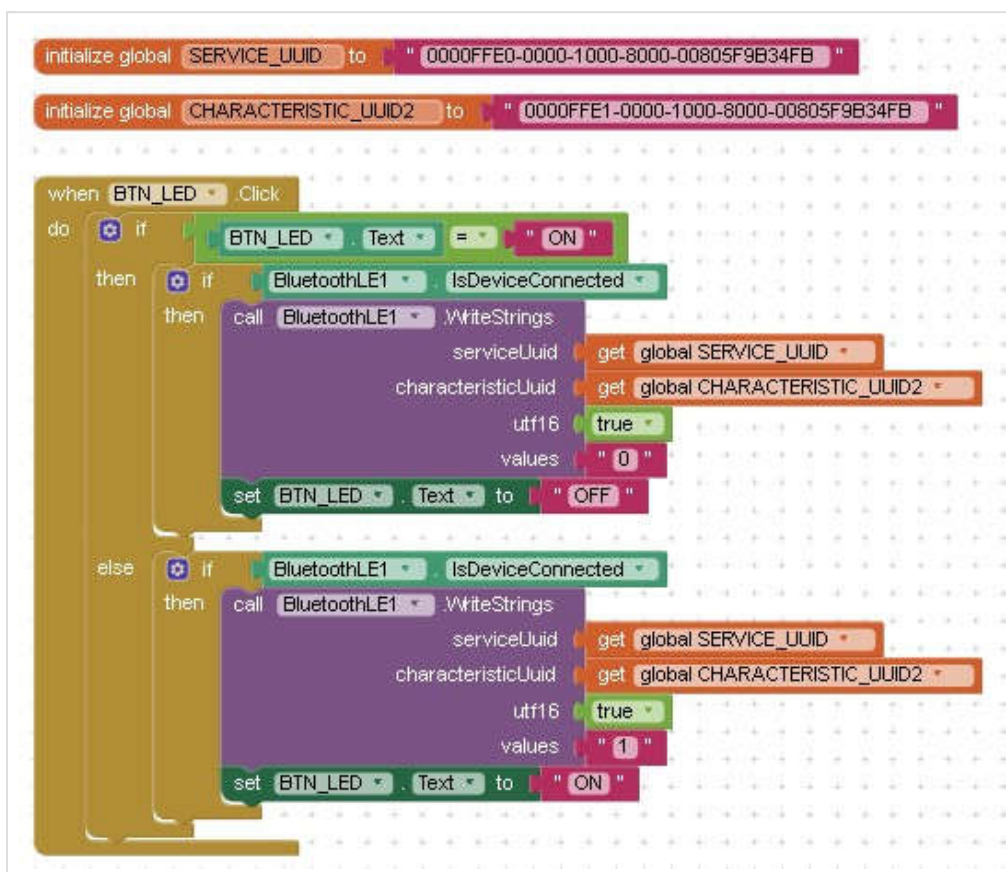 initialize global SERVICE_UUID to " 0000FFE0-0000-1000-8000-00805F9B34FB "
initialize global CHARACTERISTIC_UUID2 to " 0000FFE1-0000-1000-8000-00805F9B34FB "
when BTN_LED .Click
do if BTN_LED . Text = " ON "
then if BluetoothLE1 . IsDeviceConnected
then call BluetoothLE1 .WriteStrings
serviceUuid get global SERVICE_UUID
characteristicUuid get global CHARACTERISTIC_UUID2
utf16 true
values " 0 "
set BTN_LED . Text to " OFF "
else if BluetoothLE1 . IsDeviceConnected
then call BluetoothLE1 .WriteStrings
serviceUuid get global SERVICE_UUID
characteristicUuid get global CHARACTERISTIC_UUID2
utf16 true
values " 1 "
set BTN_LED . Text to " ON "